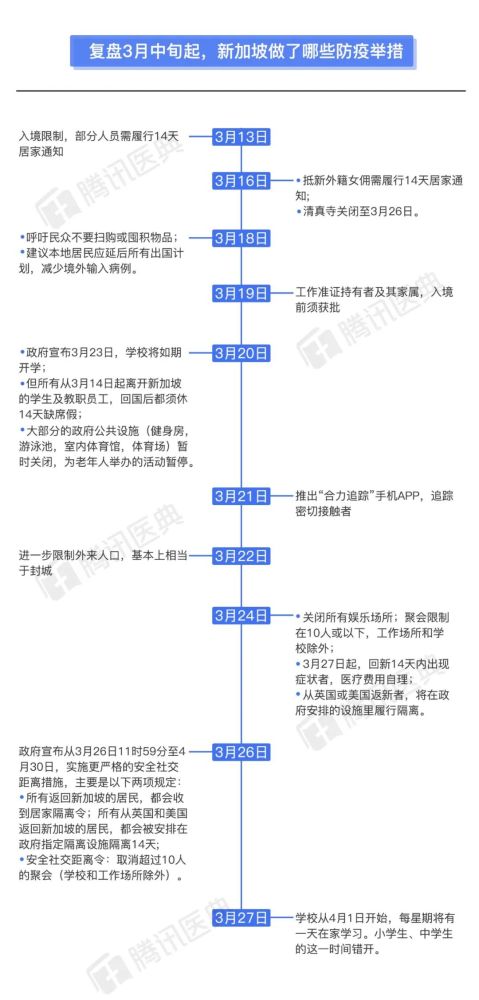 复盘3月中旬起，新加坡做了哪些防疫举措
入境限制，部分人员需履行14天
居家通知
3月13日
3月16日
•抵新外籍女佣需履行14天居家通
知；
•清真寺关闭至3月26日。
•呼吁民众不要扫购或囤积物品；
•建议本地居民应延后所有出国计
划，减少境外输入病例。
3月18日
3月19日
工作准证持有者及其家属，入境
前须获批
•政府宣布3月23日，学校将如期
开学；
•但所有从3月14日起离开新加坡
的学生及教职员工，回国后都须休
14天缺席假；
•大部分的政府公共设施（健身房，
游泳池，室内体育馆，体育场）暂
时关闭，为老年人举办的活动暂停。
3月20日
3月21日
推出“合力追踪”手机APP，追踪
密切接触者
进一步限制外来人口，基本上相当
于封城
3月22日
3月24日
• 关闭所有娱乐场所；聚会限制
在10人或以下，工作场所和学
校除外；
• 3月27日起，回新14天内出现
症状者，医疗费用自理；
• 从英国或美国返新者，将在政
府安排的设施里履行隔离。
政府宣布从3月26日11时59分至4
月30日，实施更严格的安全社交
距离措施，主要是以下两项规定：
•所有返回新加坡的居民，都会收
到居家隔离令；所有从英国和美国
返回新加坡的居民，都会被安排在
政府指定隔离设施隔离14天;
•安全社交距离令：取消超过10人
的聚会（学校和工作场所除外）。
3月26日
3月27日
学校从4月1日开始，每星期将有
一天在家学习。小学生、中学生
的这一时间错开。
腾讯医典
腾讯医典
腾讯医典
腾讯医典
腾讯医典